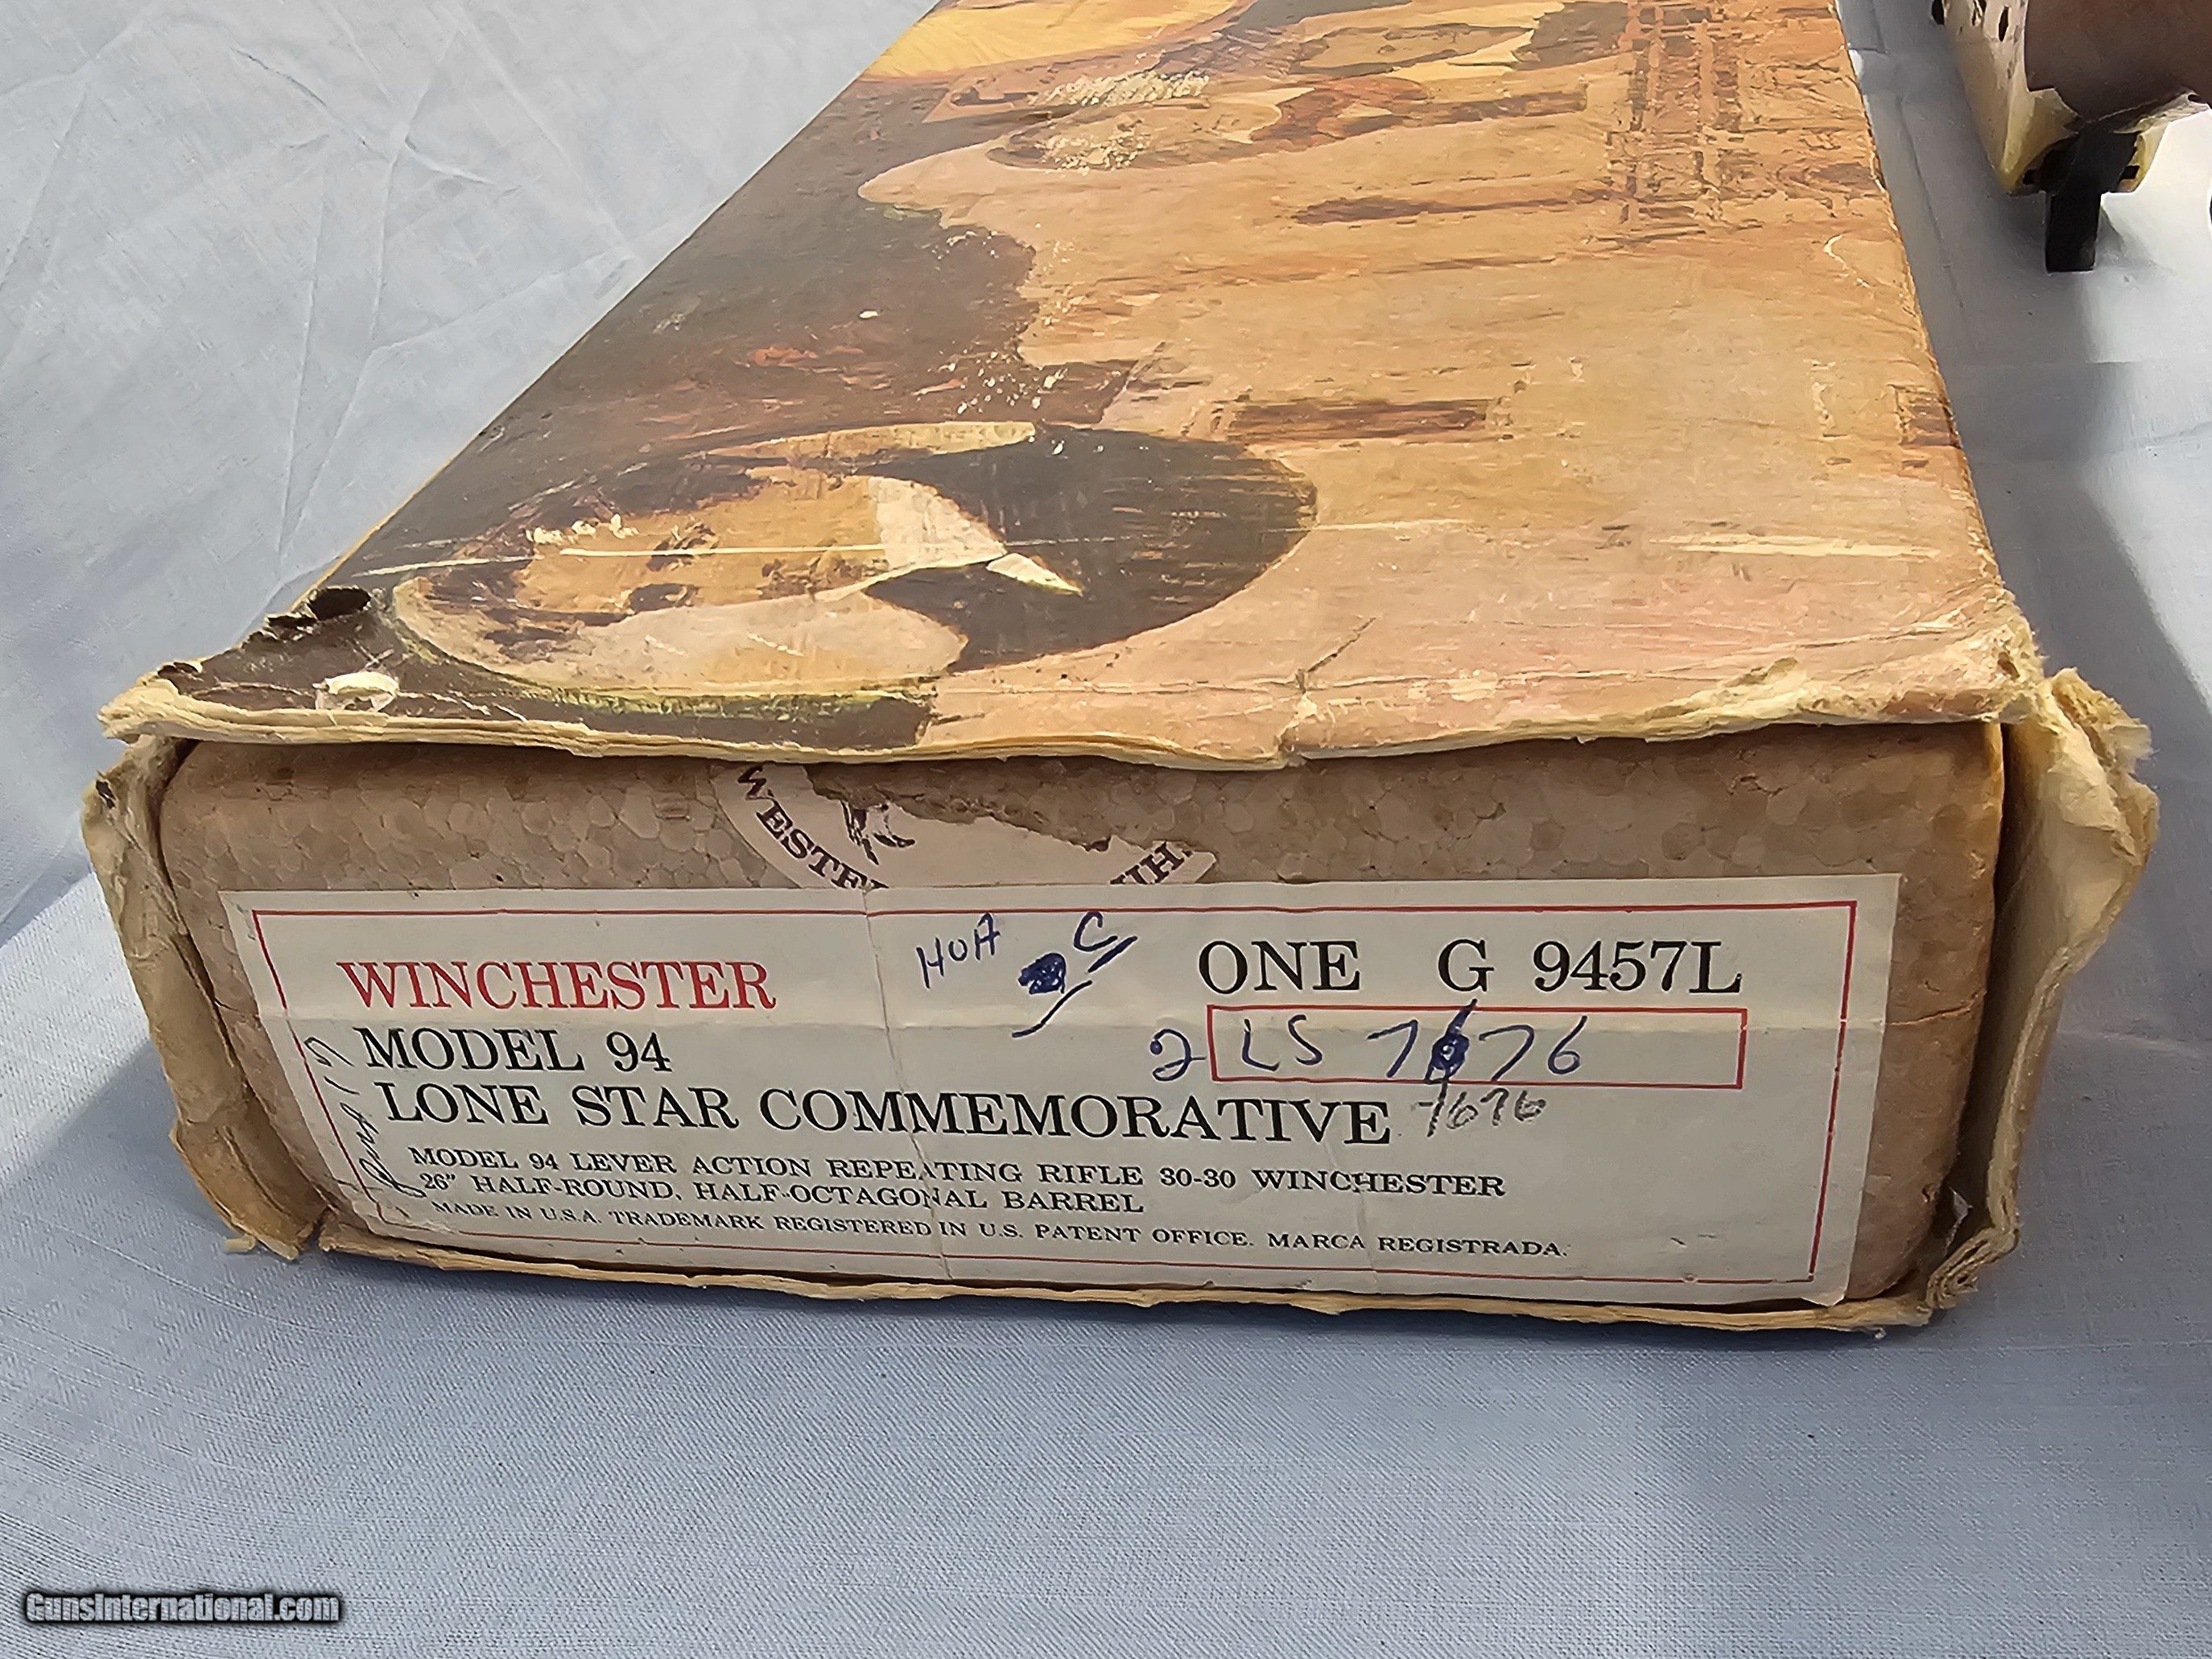 WESTE
WINCHESTER
HUA
C
ONE G 9457L
MODEL 94
2 LS 7676
LONE STAR COMMEMORATIVE
7676
MODEL 94 LEVER ACTION REPEATING RIFLE 30-30 WINCHESTER
26" HALF-ROUND, HALF-OCTAGONAL BARREL
MADE IN U.S.A. TRADEMARK REGISTERED IN U.S. PATENT OFFICE. MARCA REGISTRADA.
GunsInternational.com